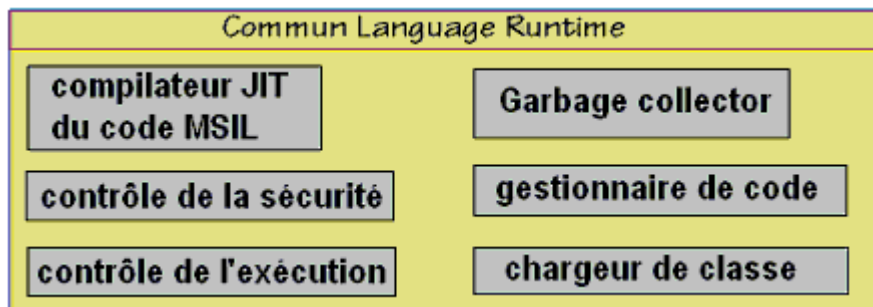 Commun Language Runtime
compilateur JIT
du code MSIL
Garbage collector
contrôle de la sécurité
gestionnaire de code
contrôle de l'exécution
chargeur de classe